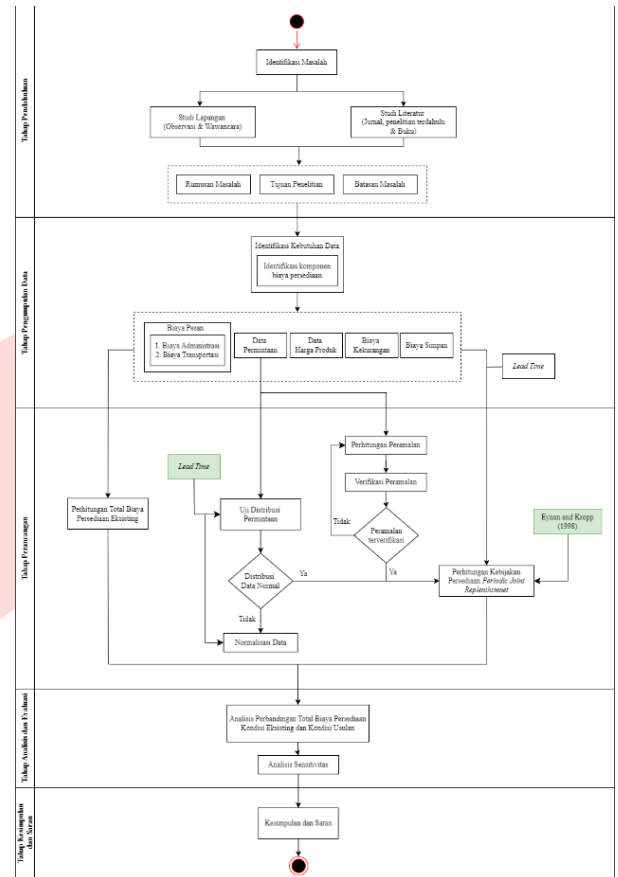 Tahap Pendahuluan
Identifikasi Masalah
Studi Lapangan
(Observasi & Wawancara)
Studi Literatur
(Jurnal, penelitian terdahulu
& Buku)
Rumusan Masalah
Tujuan Penelitian
Batasan Masalah
Tahap Pengumpulan Data
Identifikasi Kebutuhan Data
Identifikasi komponen
biaya persediaan
Biaya Pesan
1. Biaya Administrasi
2. Biaya Transportasi
Data
Permintaan
Data
Harga Produk
Biaya
Kekurangan
Biaya Simpan
Lead Time
Tahap Perancangan
Perhitungan Peramalan
Lead Time
Verifikasi Peramalan
Perhitungan Total Biaya
Persediaan Eksisting
Uji Distribusi
Permintaan
Tidak
Peramalan
terverifikasi
Eynan and Kropp
(1998)
Distribusi
Data Normal
Ya
Ya
Perhitungan Kebijakan
Persediaan Periodic Joint
Replenishmnet
Tidak
Normalisasi Data
Tahap Analisis dan Evaluasi
Analisis Perbandingan Total Biaya Persediaan
Kondisi Eksisting dan Kondisi Usulan
Analisis Sensitivitas
Tahap Kesimpulan
dan Saran
Kesimpulan dan Saran